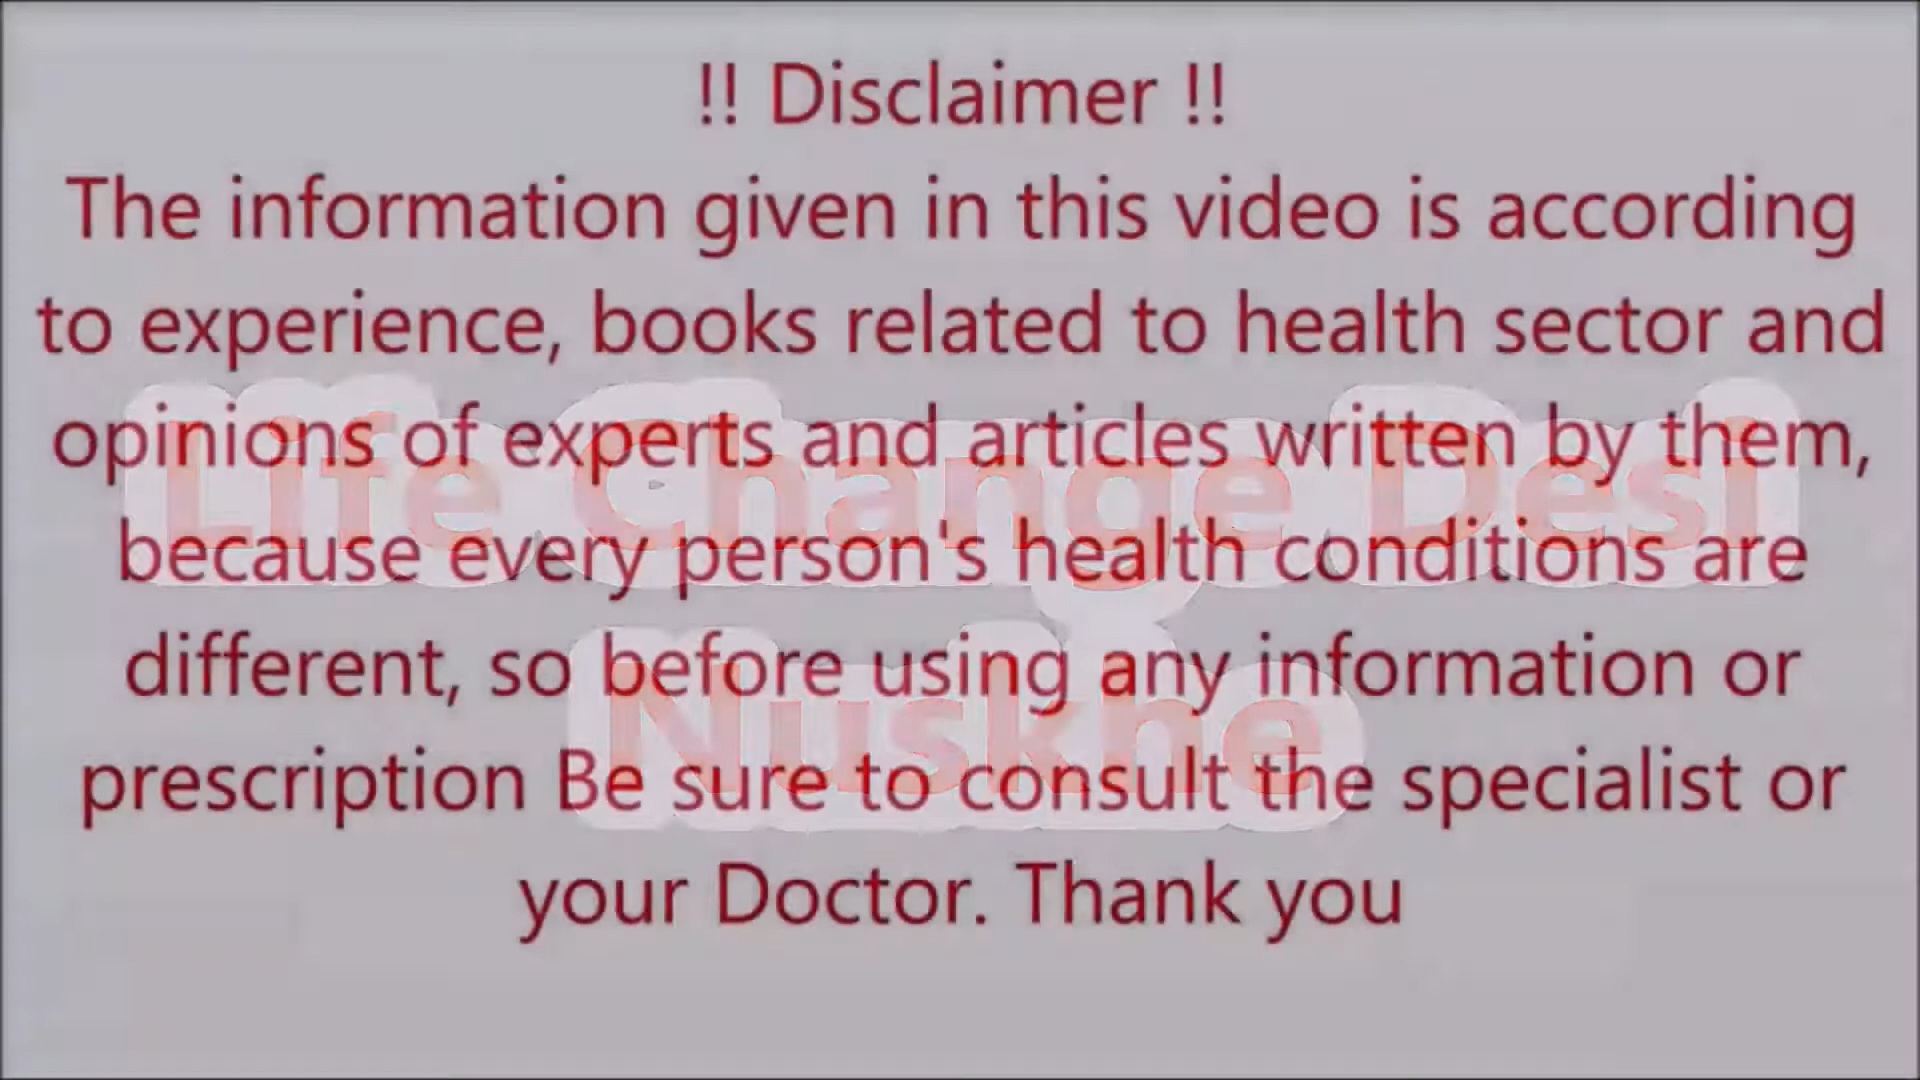 !! Disclaimer !!
The information given in this video is according
to experience, books related to health sector and
opinions of experts and articles written by them,
because every person's health conditions are
different, so before using any information or
prescription Be sure to consult the specialist or
your Doctor. Thank you
Life Change Desi
Nuskhe